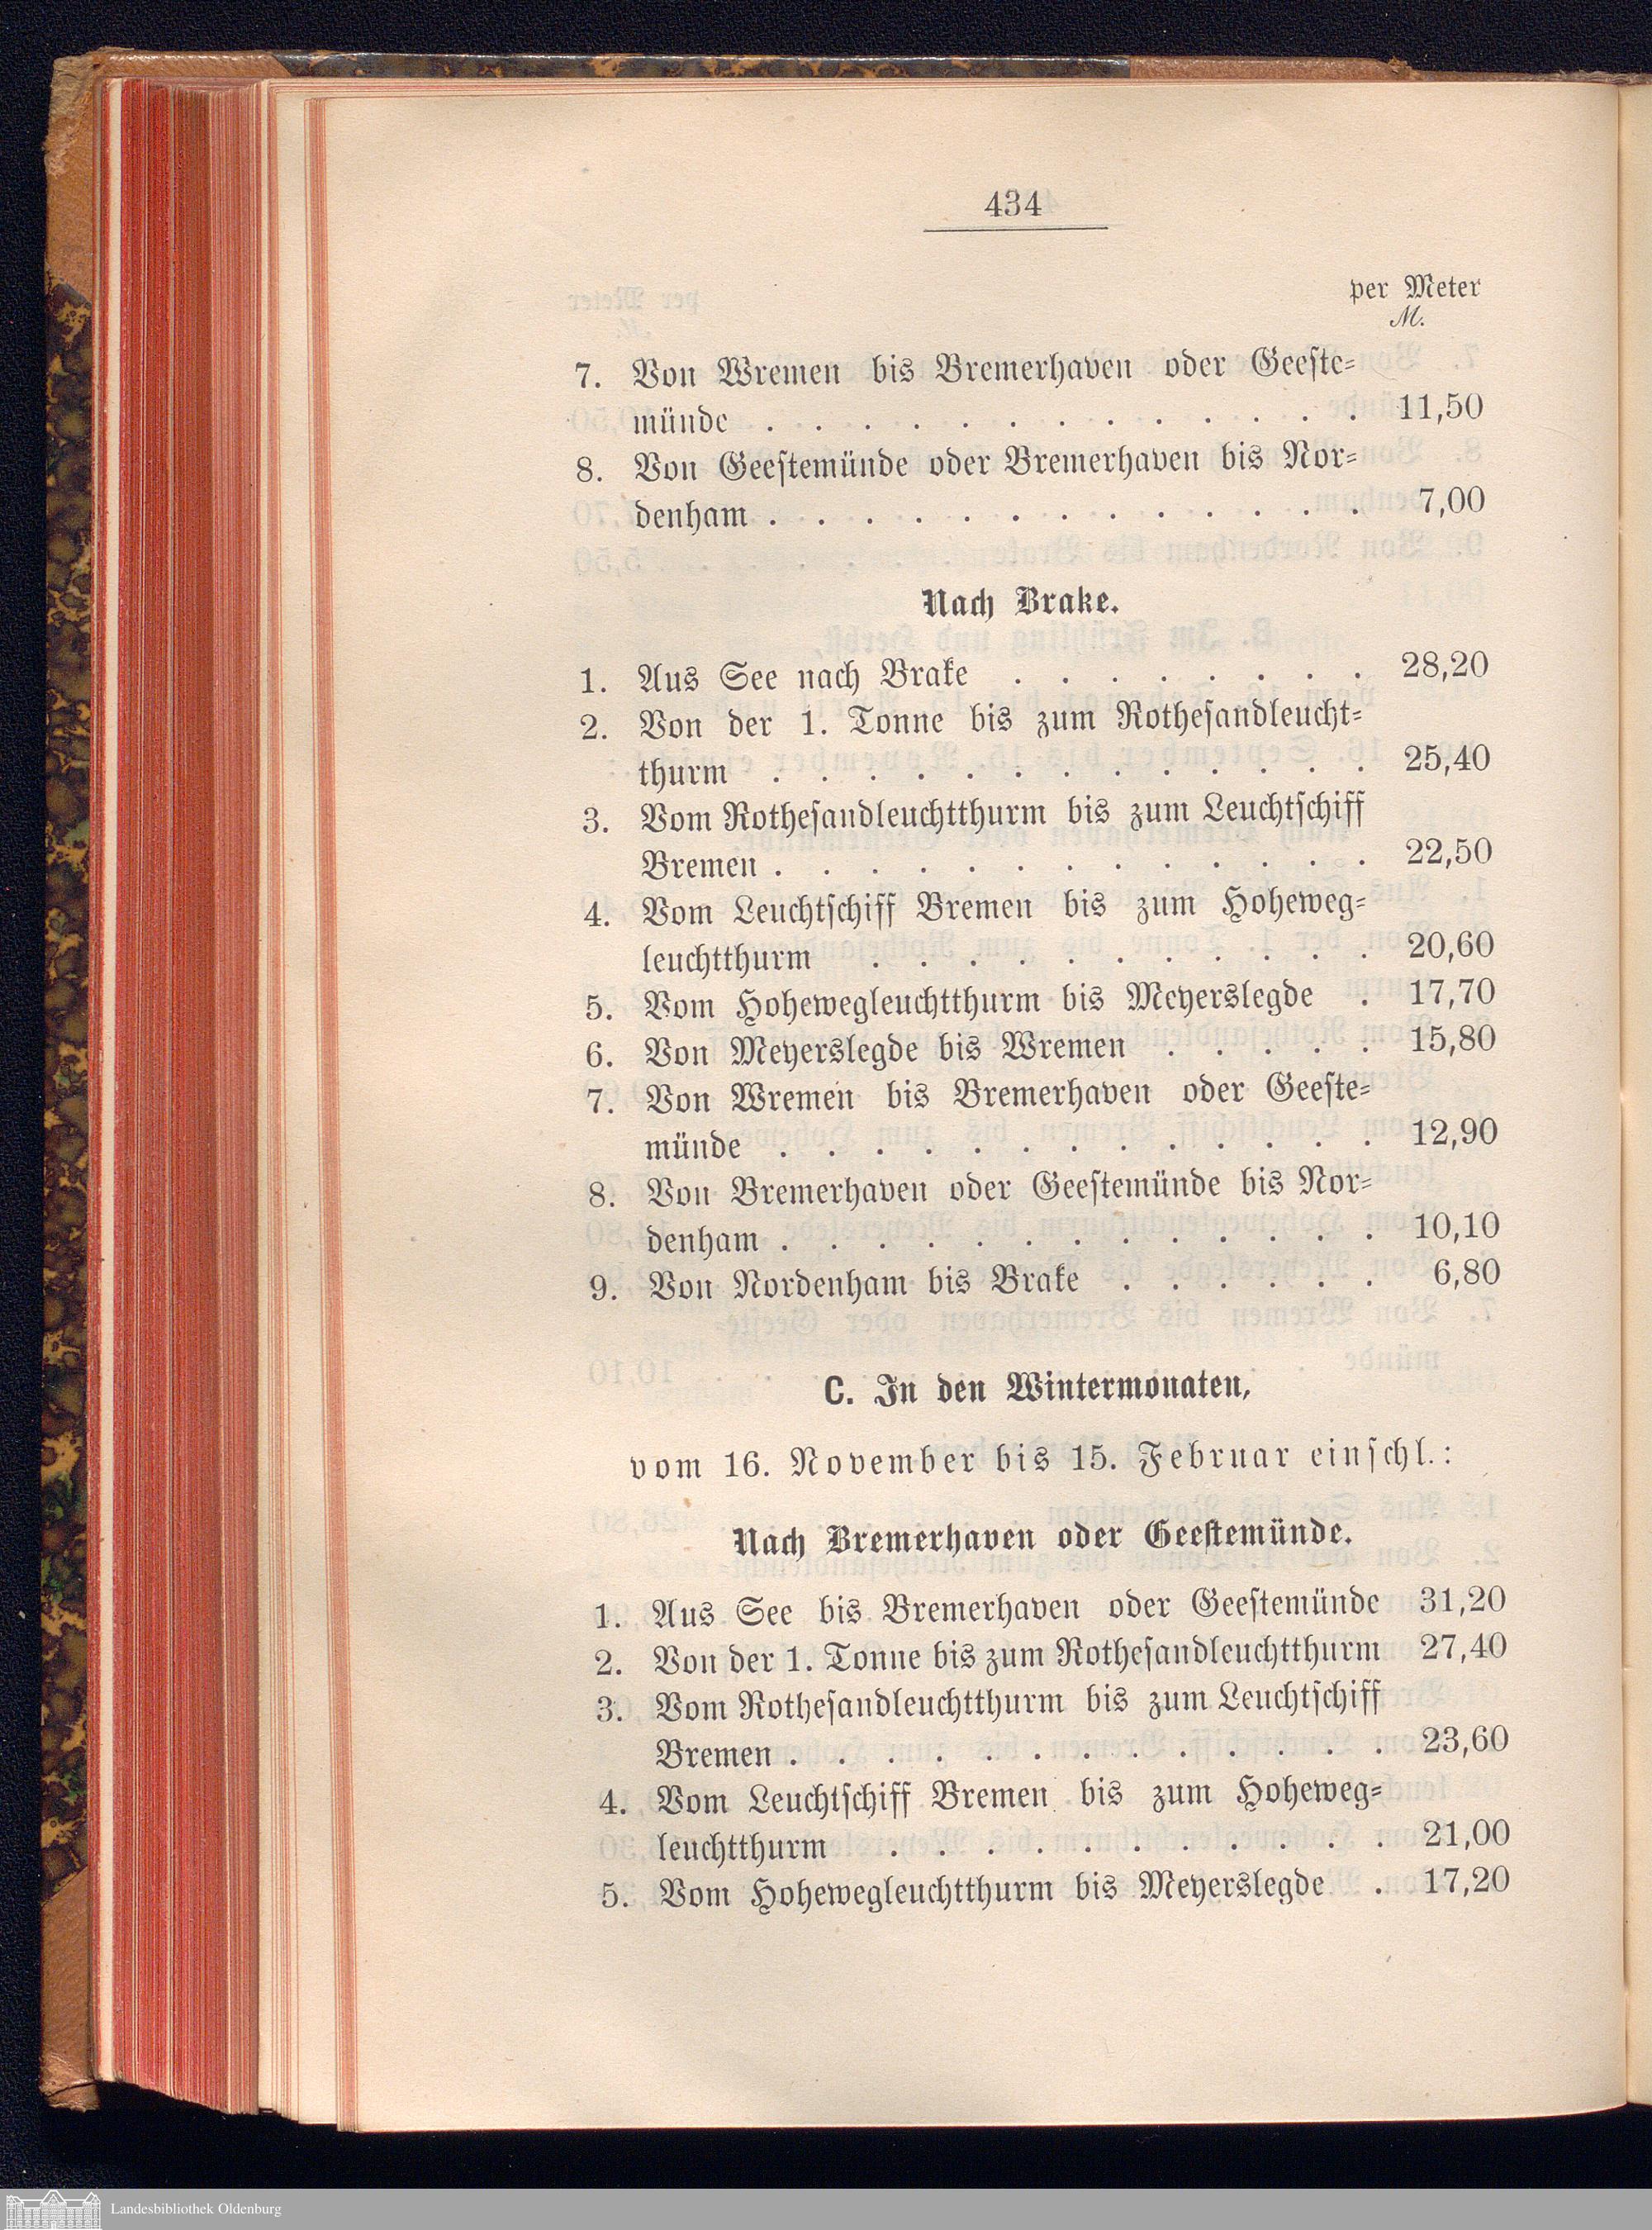 434
per Meter
M.
7. Von Wremen bis Bremerhaven oder Geeste-
münde . . . . . . . . . . . . . 11,50
8. Von Geestemünde oder Bremerhaven bis Nor-
denham . . . . . . . . . . . . . 7,00
Nach Brake.
1. Aus See nach Brake . . . . . . . . 28,20
2. Von der 1. Tonne bis zum Rothesandleucht-
thurm . . . . . . . . . . . . . 25,40
3. Vom Rothesandleuchtthurm bis zum Leuchtschiff
Bremen . . . . . . . . . . . . . 22,50
4. Vom Leuchtschiff Bremen bis zum Hoheweg-
leuchtthurm . . . . . . . . . . . 20,60
5. Vom Hohewegleuchtthurm bis Meyerslegde . 17,70
6. Von Meyerslegde bis Wremen . . . . . 15,80
7. Von Wremen bis Bremerhaven oder Geeste-
münde . . . . . . . . . . . . . 12,90
8. Von Bremerhaven oder Geestemünde bis Nor-
denham . . . . . . . . . . . . . 10,10
9. Von Nordenham bis Brake . . . . . . 6,80
C. In den Wintermonaten,
vom 16. November bis 15. Februar einschl.:
Nach Bremerhaven oder Geestemünde.
1. Aus See bis Bremerhaven oder Geestemünde 31,20
2. Von der 1. Tonne bis zum Rothesandleuchtthurm 27,40
3. Vom Rothesandleuchtthurm bis zum Leuchtschiff
Bremen . . . . . . . . . . . . . 23,60
4. Vom Leuchtschiff Bremen bis zum Hoheweg-
leuchtthurm . . . . . . . . . . . 21,00
5. Vom Hohewegleuchtthurm bis Meyerslegde . 17,20
Landesbibliothek Oldenburg